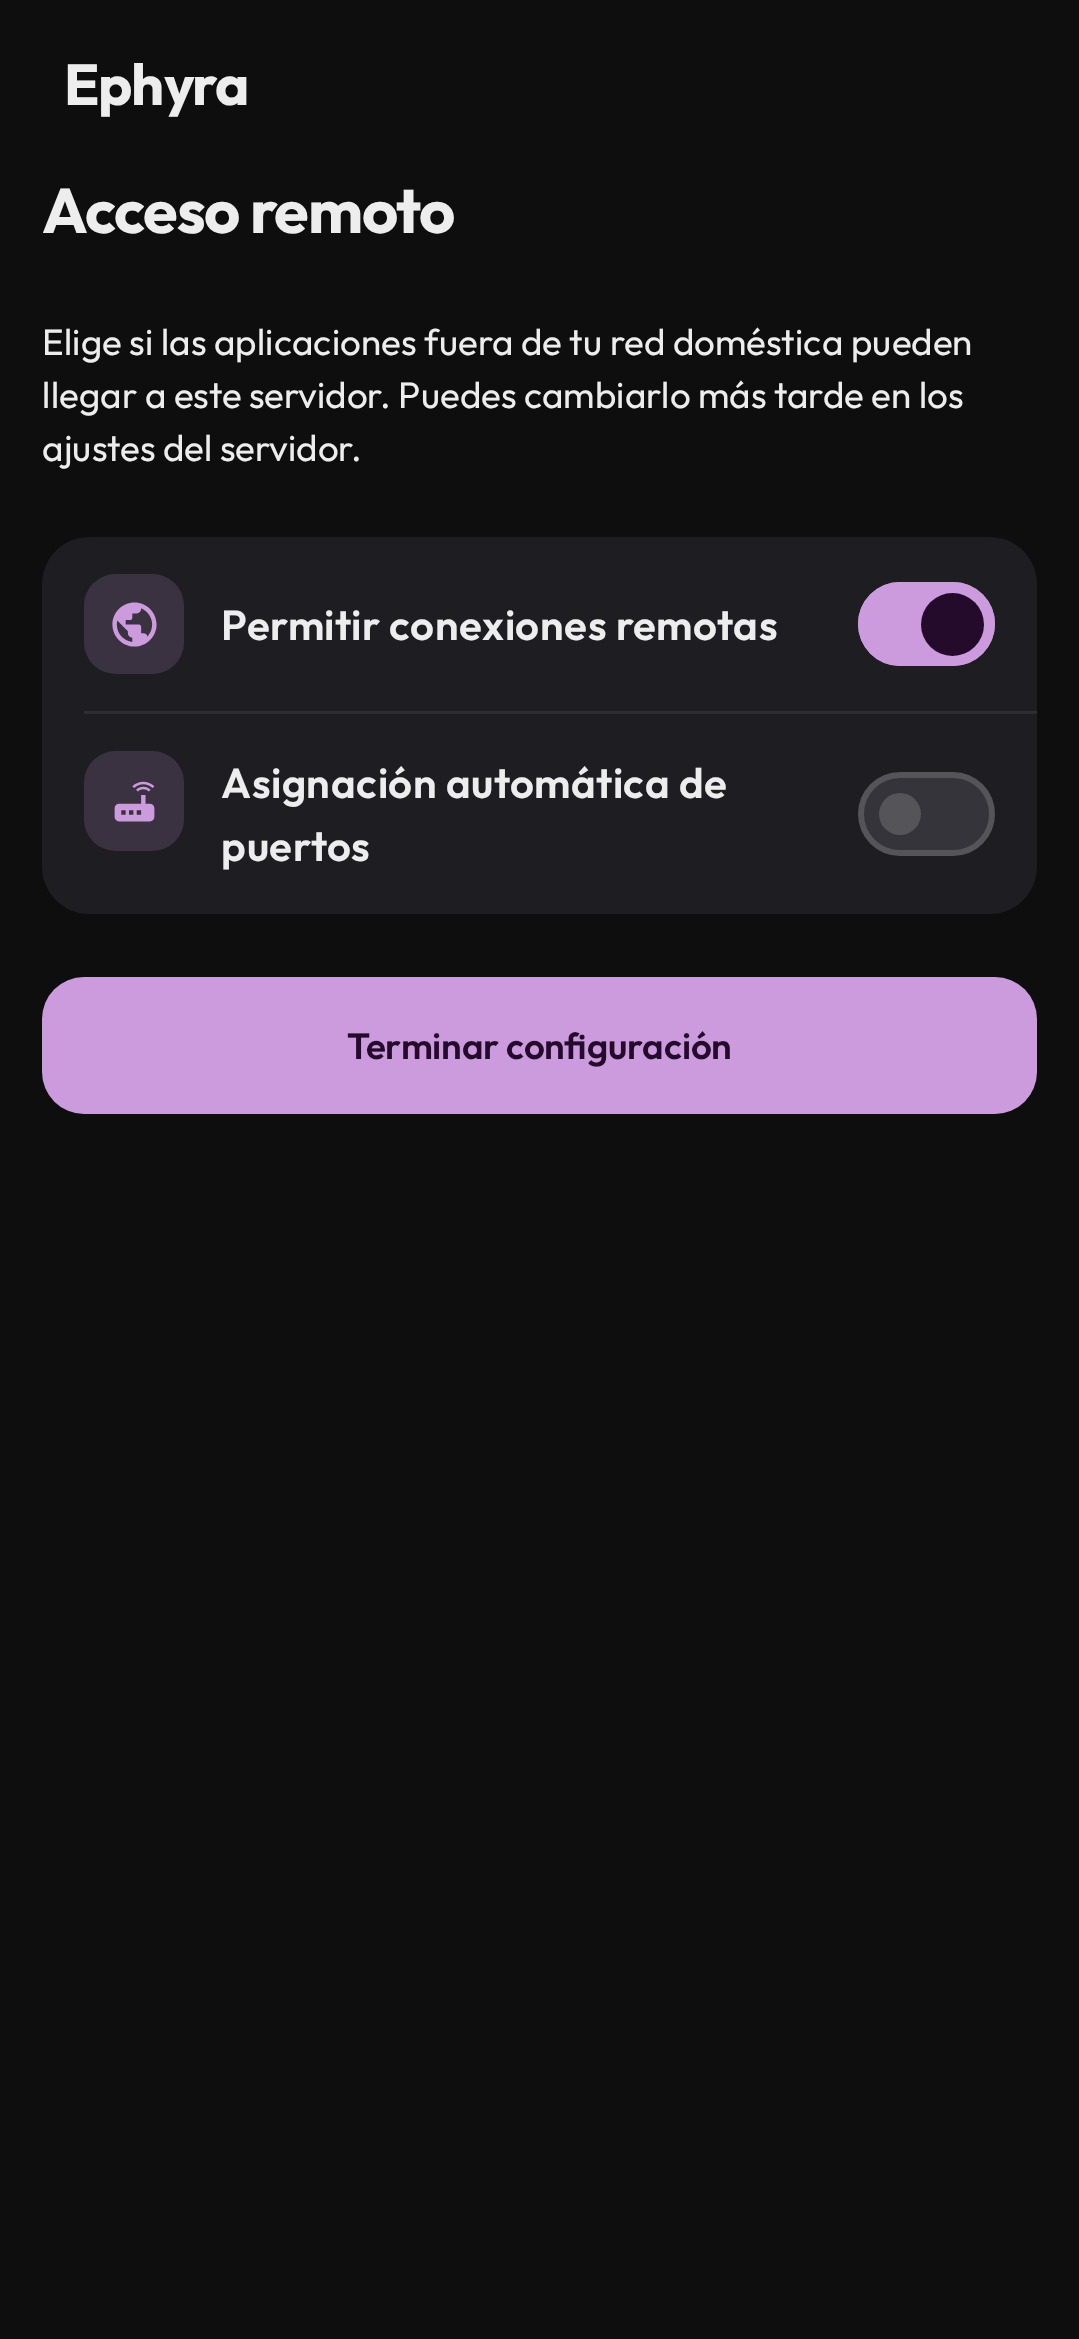 Ephyra
Acceso remoto
Elige si las aplicaciones fuera de tu red doméstica pueden
llegar a este servidor. Puedes cambiarlo más tarde en los
ajustes del servidor.
Permitir conexiones remotas
Asignación automática de
puertos
Terminar configuración